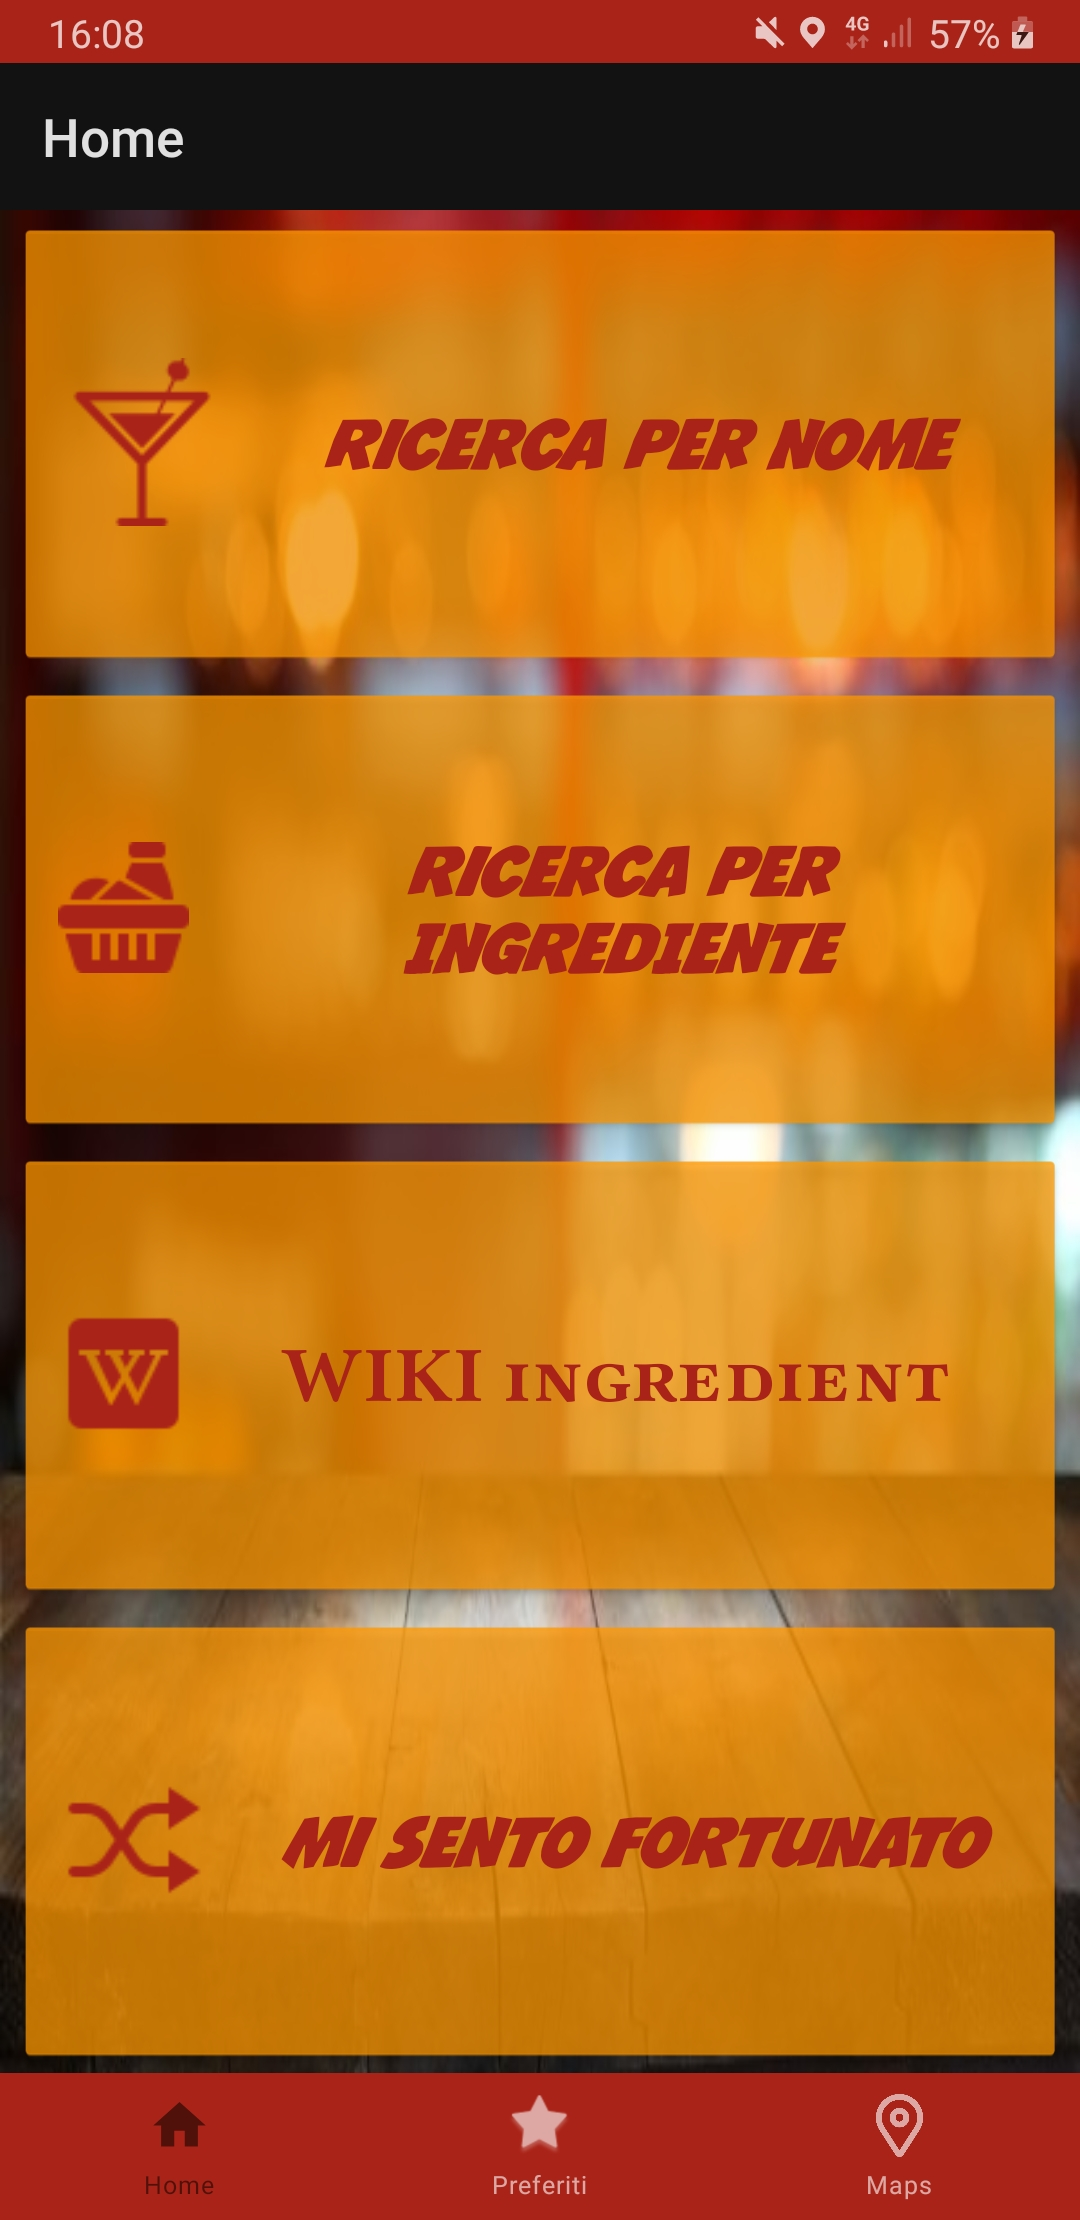 16:08 4G 57%
Home
RICERCA PER NOME
RICERCA PER
INGREDIENTE
W
WIKI INGREDIENT
MI SENTO FORTUNATO
Home Preferiti Maps